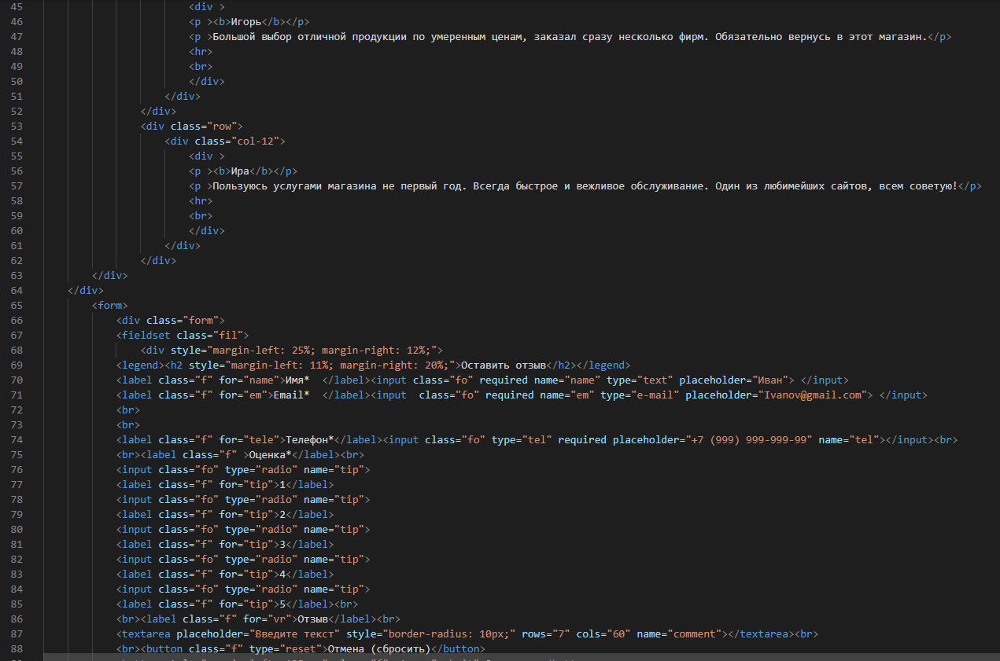 45 <div >
46 <p ><b>Игорь</b></p>
47 <p >Большой выбор отличной продукции по умеренным ценам, заказал сразу несколько фирм. Обязательно вернусь в этот магазин.</p>
48 <hr>
49 <br>
50 </div>
51 </div>
52 </div>
53 <div class="row">
54 <div class="col-12">
55 <div >
56 <p ><b>Ира</b></p>
57 <p >Пользуюсь услугами магазина не первый год. Всегда быстрое и вежливое обслуживание. Один из любимейших сайтов, всем советую!</p>
58 <hr>
59 <br>
60 </div>
61 </div>
62 </div>
63 </div>
64 </div>
65 <form>
66 <div class="form">
67 <fieldset class="fil">
68 <div style="margin-left: 25%; margin-right: 12%;">
69 <legend><h2 style="margin-left: 11%; margin-right: 20%;">Оставить отзыв</h2></legend>
70 <label class="f" for="name">Имя*  </label><input class="fo" required name="name" type="text" placeholder="Иван"> </input>
71 <label class="f" for="em">Email*  </label><input  class="fo" required name="em" type="e-mail" placeholder="Ivanov@gmail.com"> </input>
72 <br>
73 <br>
74 <label class="f" for="tele">Телефон*</label><input class="fo" type="tel" required placeholder="+7 (999) 999-999-99" name="tel"></input><br>
75 <br><label class="f" >Оценка*</label><br>
76 <input class="fo" type="radio" name="tip">
77 <label class="f" for="tip">1</label>
78 <input class="fo" type="radio" name="tip">
79 <label class="f" for="tip">2</label>
80 <input class="fo" type="radio" name="tip">
81 <label class="f" for="tip">3</label>
82 <input class="fo" type="radio" name="tip">
83 <label class="f" for="tip">4</label>
84 <input class="fo" type="radio" name="tip">
85 <label class="f" for="tip">5</label><br>
86 <br><label class="f" for="vr">Отзыв</label><br>
87 <textarea placeholder="Введите текст" style="border-radius: 10px;" rows="7" cols="60" name="comment"></textarea><br>
88 <br><button class="f" type="reset">Отмена (сбросить)</button>